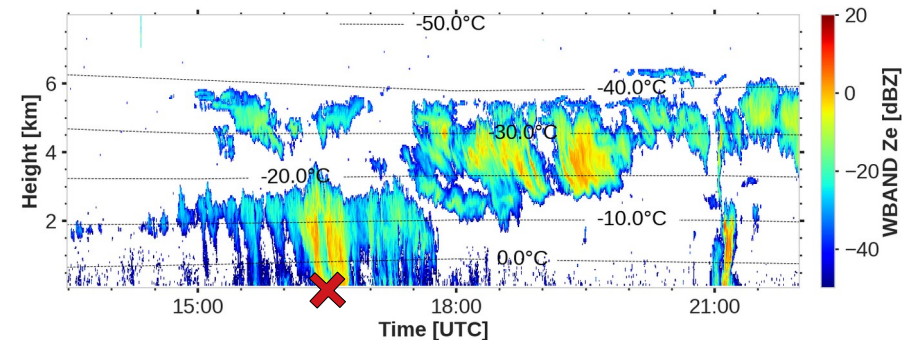 -50.0°C
-40.0°C
-30.0°C
-20.0°C
-10.0°C
0.0°C
6
4
2
Height [km]
15:00
18:00
21:00
Time [UTC]
20
0
−20
−40
WBAND Ze [dBZ]